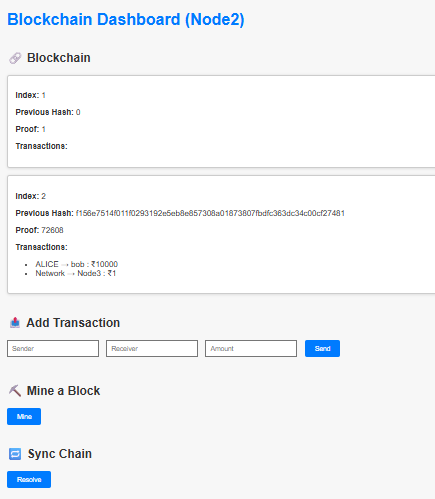 Blockchain Dashboard (Node2)
Blockchain
Index: 1
Previous Hash: 0
Proof: 1
Transactions:
Index: 2
Previous Hash: f156e7514f011f0293192e5eb8e857308a01873807fbdfc363dc34c00cf27481
Proof: 72608
Transactions:
• ALICE → bob : ₹10000
• Network → Node3 : ₹1
Add Transaction
Sender Receiver Amount Send
Mine a Block
Mine
Sync Chain
Resolve